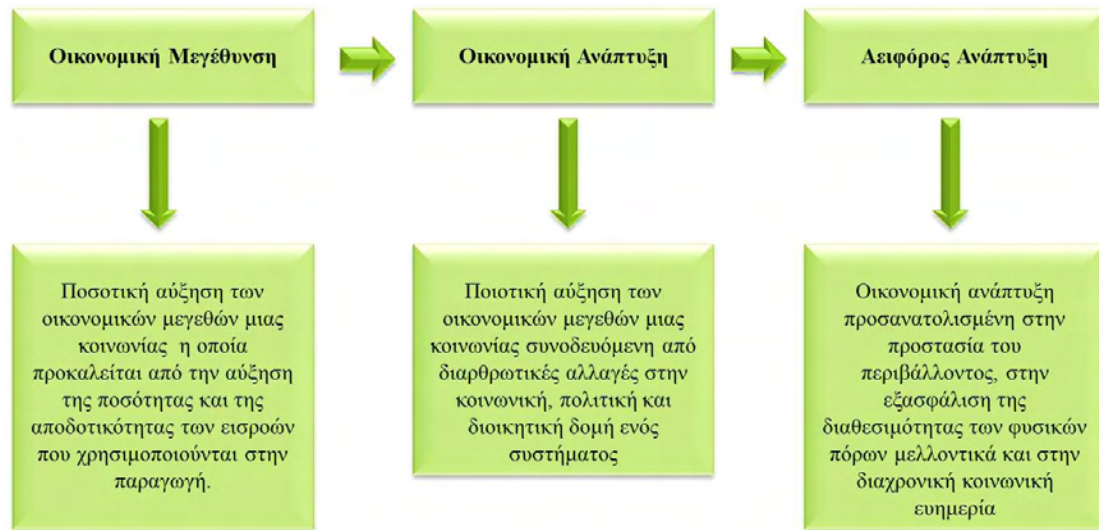 Οικονομική Μεγέθυνση
Οικονομική Ανάπτυξη
Αειφόρος Ανάπτυξη
Ποσοτική αύξηση των
οικονομικών μεγεθών μιας
κοινωνίας η οποία
προκαλείται από την αύξηση
της ποσότητας και της
αποδοτικότητας των εισροών
που χρησιμοποιούνται στην
παραγωγή.
Ποιοτική αύξηση των
οικονομικών μεγεθών μιας
κοινωνίας συνοδευόμενη από
διαρθρωτικές αλλαγές στην
κοινωνική, πολιτική και
διοικητική δομή ενός
συστήματος
Οικονομική ανάπτυξη
προσανατολισμένη στην
προστασία του
περιβάλλοντος, στην
εξασφάλιση της
διαθεσιμότητας των φυσικών
πόρων μελλοντικά και στην
διαχρονική κοινωνική
ευημερία